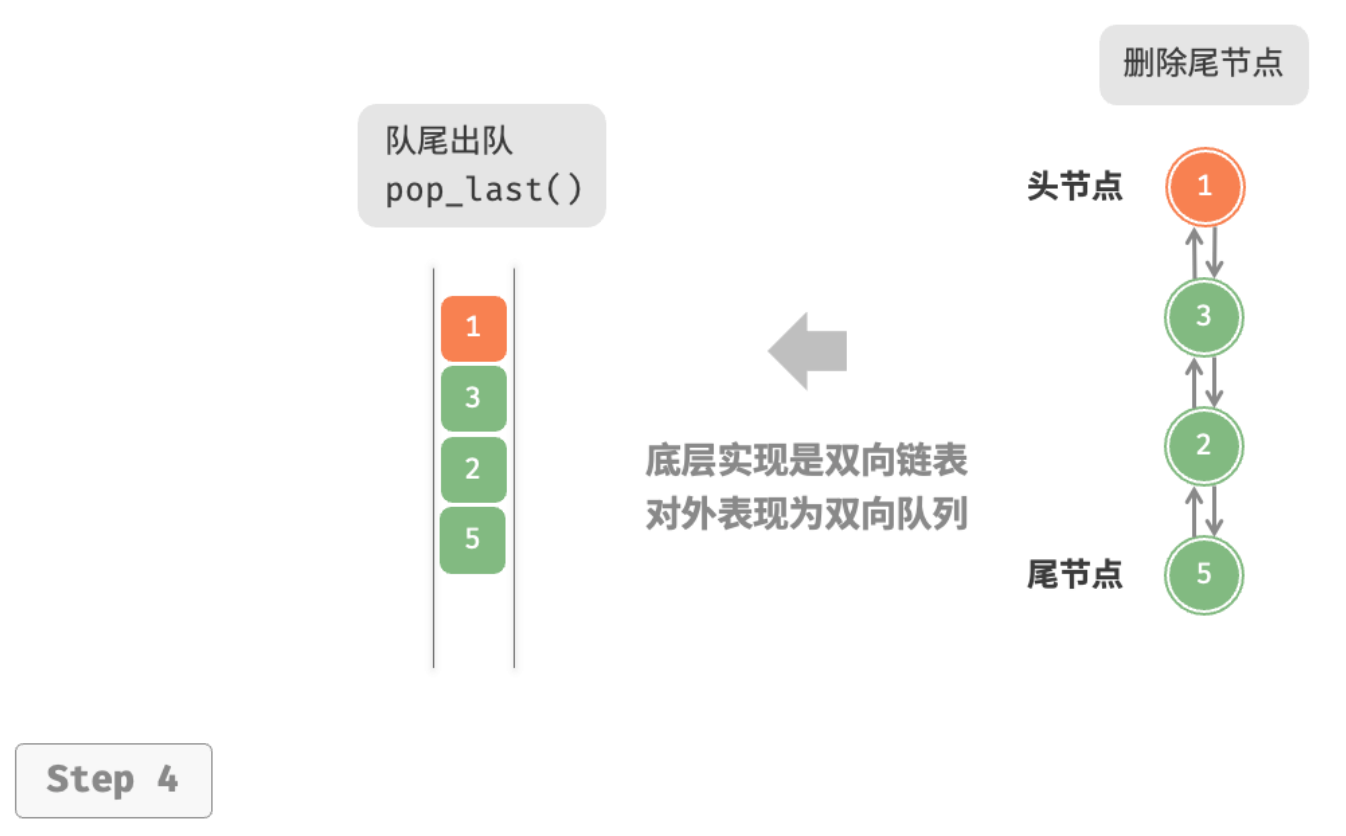 队尾出队
pop_last()
1
3
2
5
底层实现是双向链表
对外表现为双向队列
删除尾节点
头节点
1
3
2
尾节点
5
Step 4